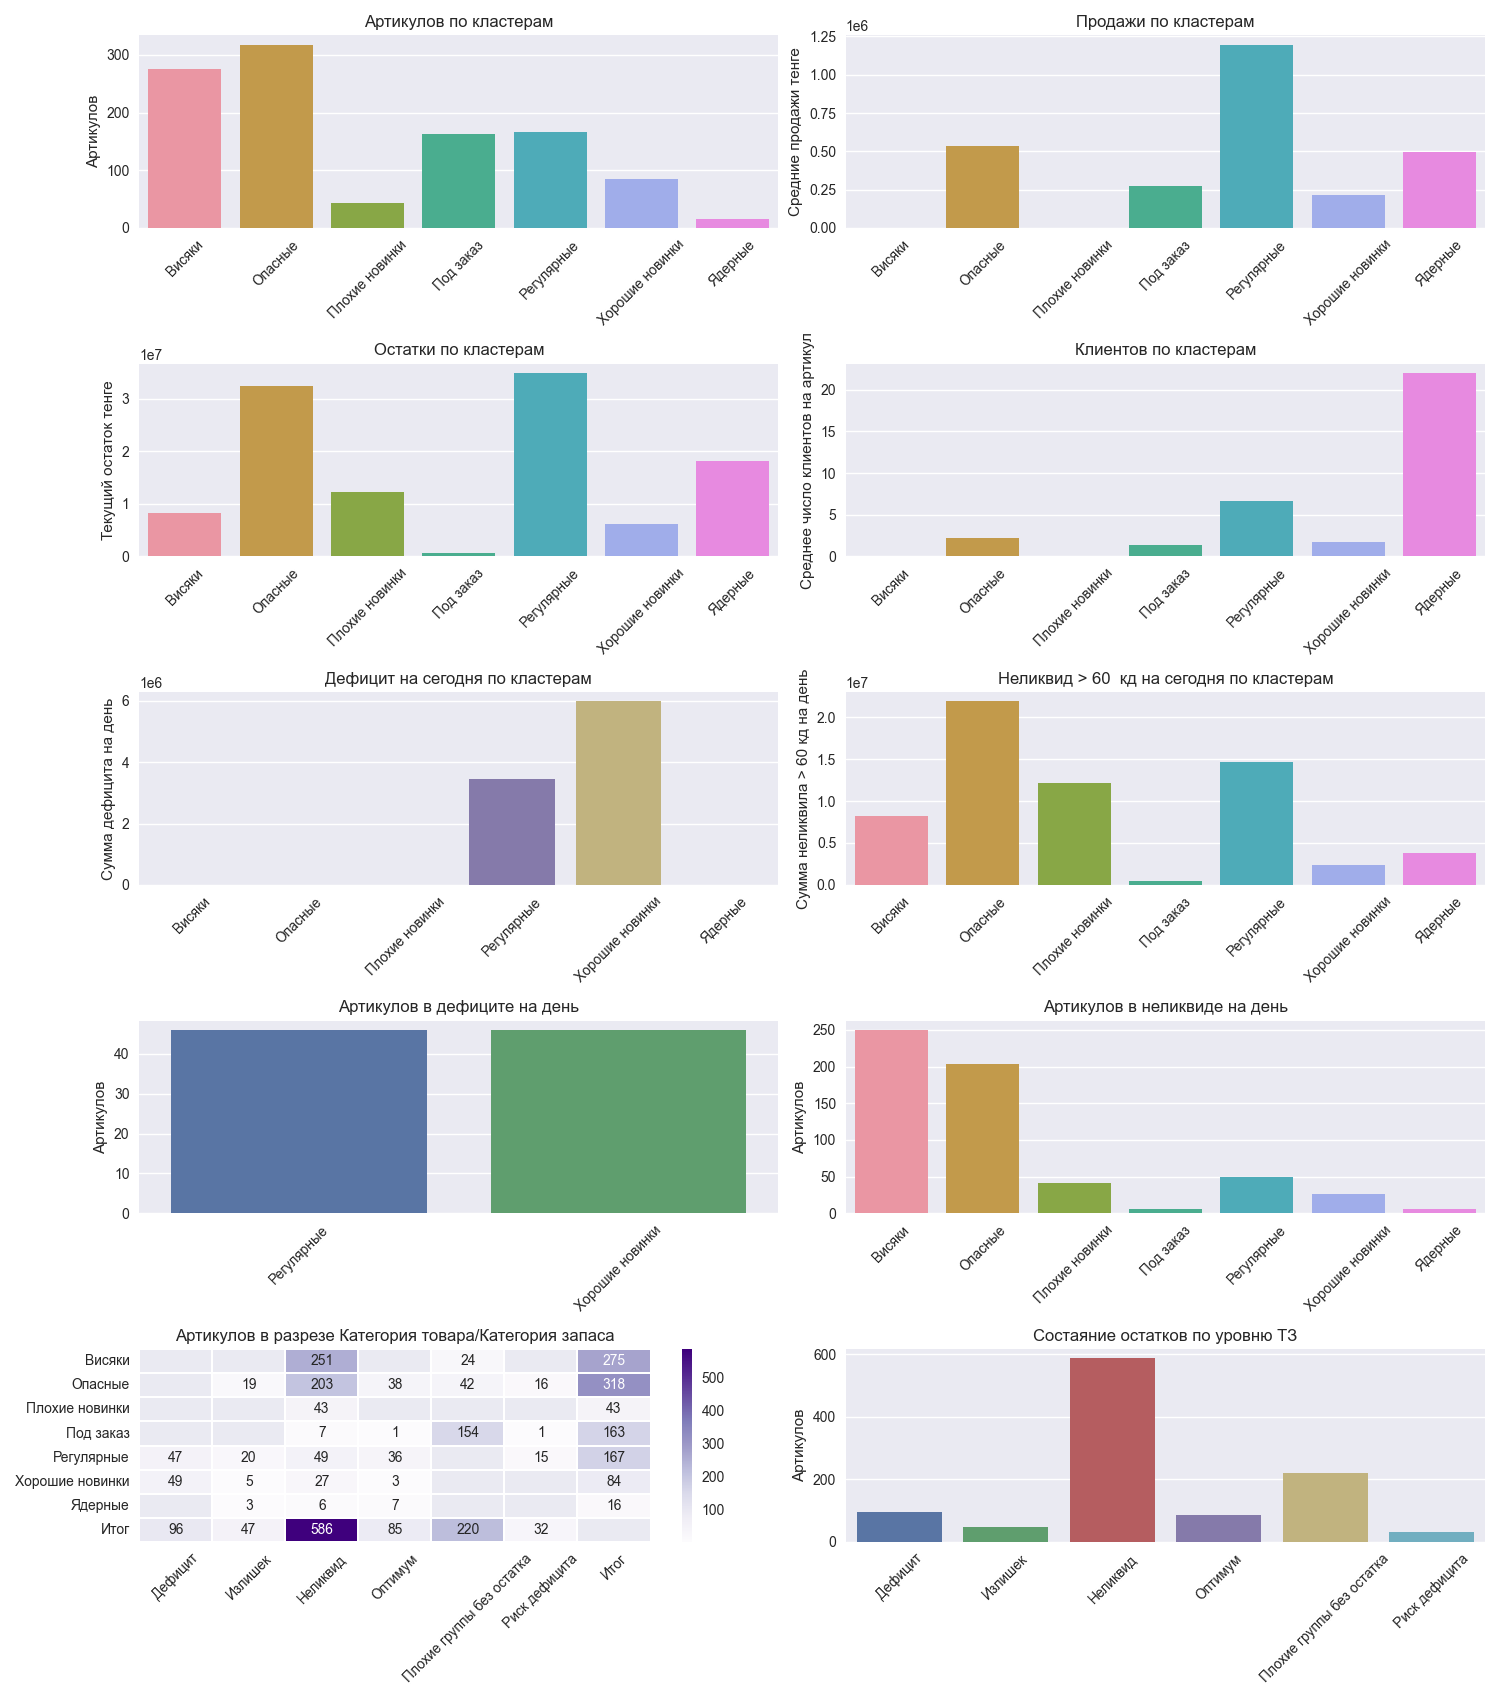 Артикулов по кластерам
Артикулов
300
200
100
0
Висяки
Опасные
Плохие новинки
Под заказ
Регулярные
Хорошие новинки
Ядерные
Продажи по кластерам
1e6
Средние продажи тенге
1.25
1.00
0.75
0.50
0.25
0.00
Висяки
Опасные
Плохие новинки
Под заказ
Регулярные
Хорошие новинки
Ядерные
Остатки по кластерам
1e7
Текущий остаток тенге
3
2
1
0
Висяки
Опасные
Плохие новинки
Под заказ
Регулярные
Хорошие новинки
Ядерные
Клиентов по кластерам
Среднее число клиентов на артикул
20
15
10
5
0
Висяки
Опасные
Плохие новинки
Под заказ
Регулярные
Хорошие новинки
Ядерные
Дефицит на сегодня по кластерам
1e6
Сумма дефицита на день
6
4
2
0
Висяки
Опасные
Плохие новинки
Регулярные
Хорошие новинки
Ядерные
Неликвид > 60 кд на сегодня по кластерам
1e7
Сумма неликвила > 60 кд на день
2.0
1.5
1.0
0.5
0.0
Висяки
Опасные
Плохие новинки
Под заказ
Регулярные
Хорошие новинки
Ядерные
Артикулов в дефиците на день
Артикулов
40
30
20
10
0
Регулярные
Хорошие новинки
Артикулов в неликвиде на день
Артикулов
250
200
150
100
50
0
Висяки
Опасные
Плохие новинки
Под заказ
Регулярные
Хорошие новинки
Ядерные
Артикулов в разрезе Категория товара/Категория запаса
Висяки 251 24 275
Опасные 19 203 38 42 16 318
Плохие новинки 43 43
Под заказ 7 1 154 1 163
Регулярные 47 20 49 36 15 167
Хорошие новинки 49 5 27 3 84
Ядерные 3 6 7 16
Итог 96 47 586 85 220 32
Дефицит
Излишек
Неликвид
Оптимум
Плохие группы без остатка
Риск дефицита
Итог
500
400
300
200
100
Состаяние остатков по уровню ТЗ
Артикулов
600
400
200
0
Дефицит
Излишек
Неликвид
Оптимум
Плохие группы без остатка
Риск дефицита